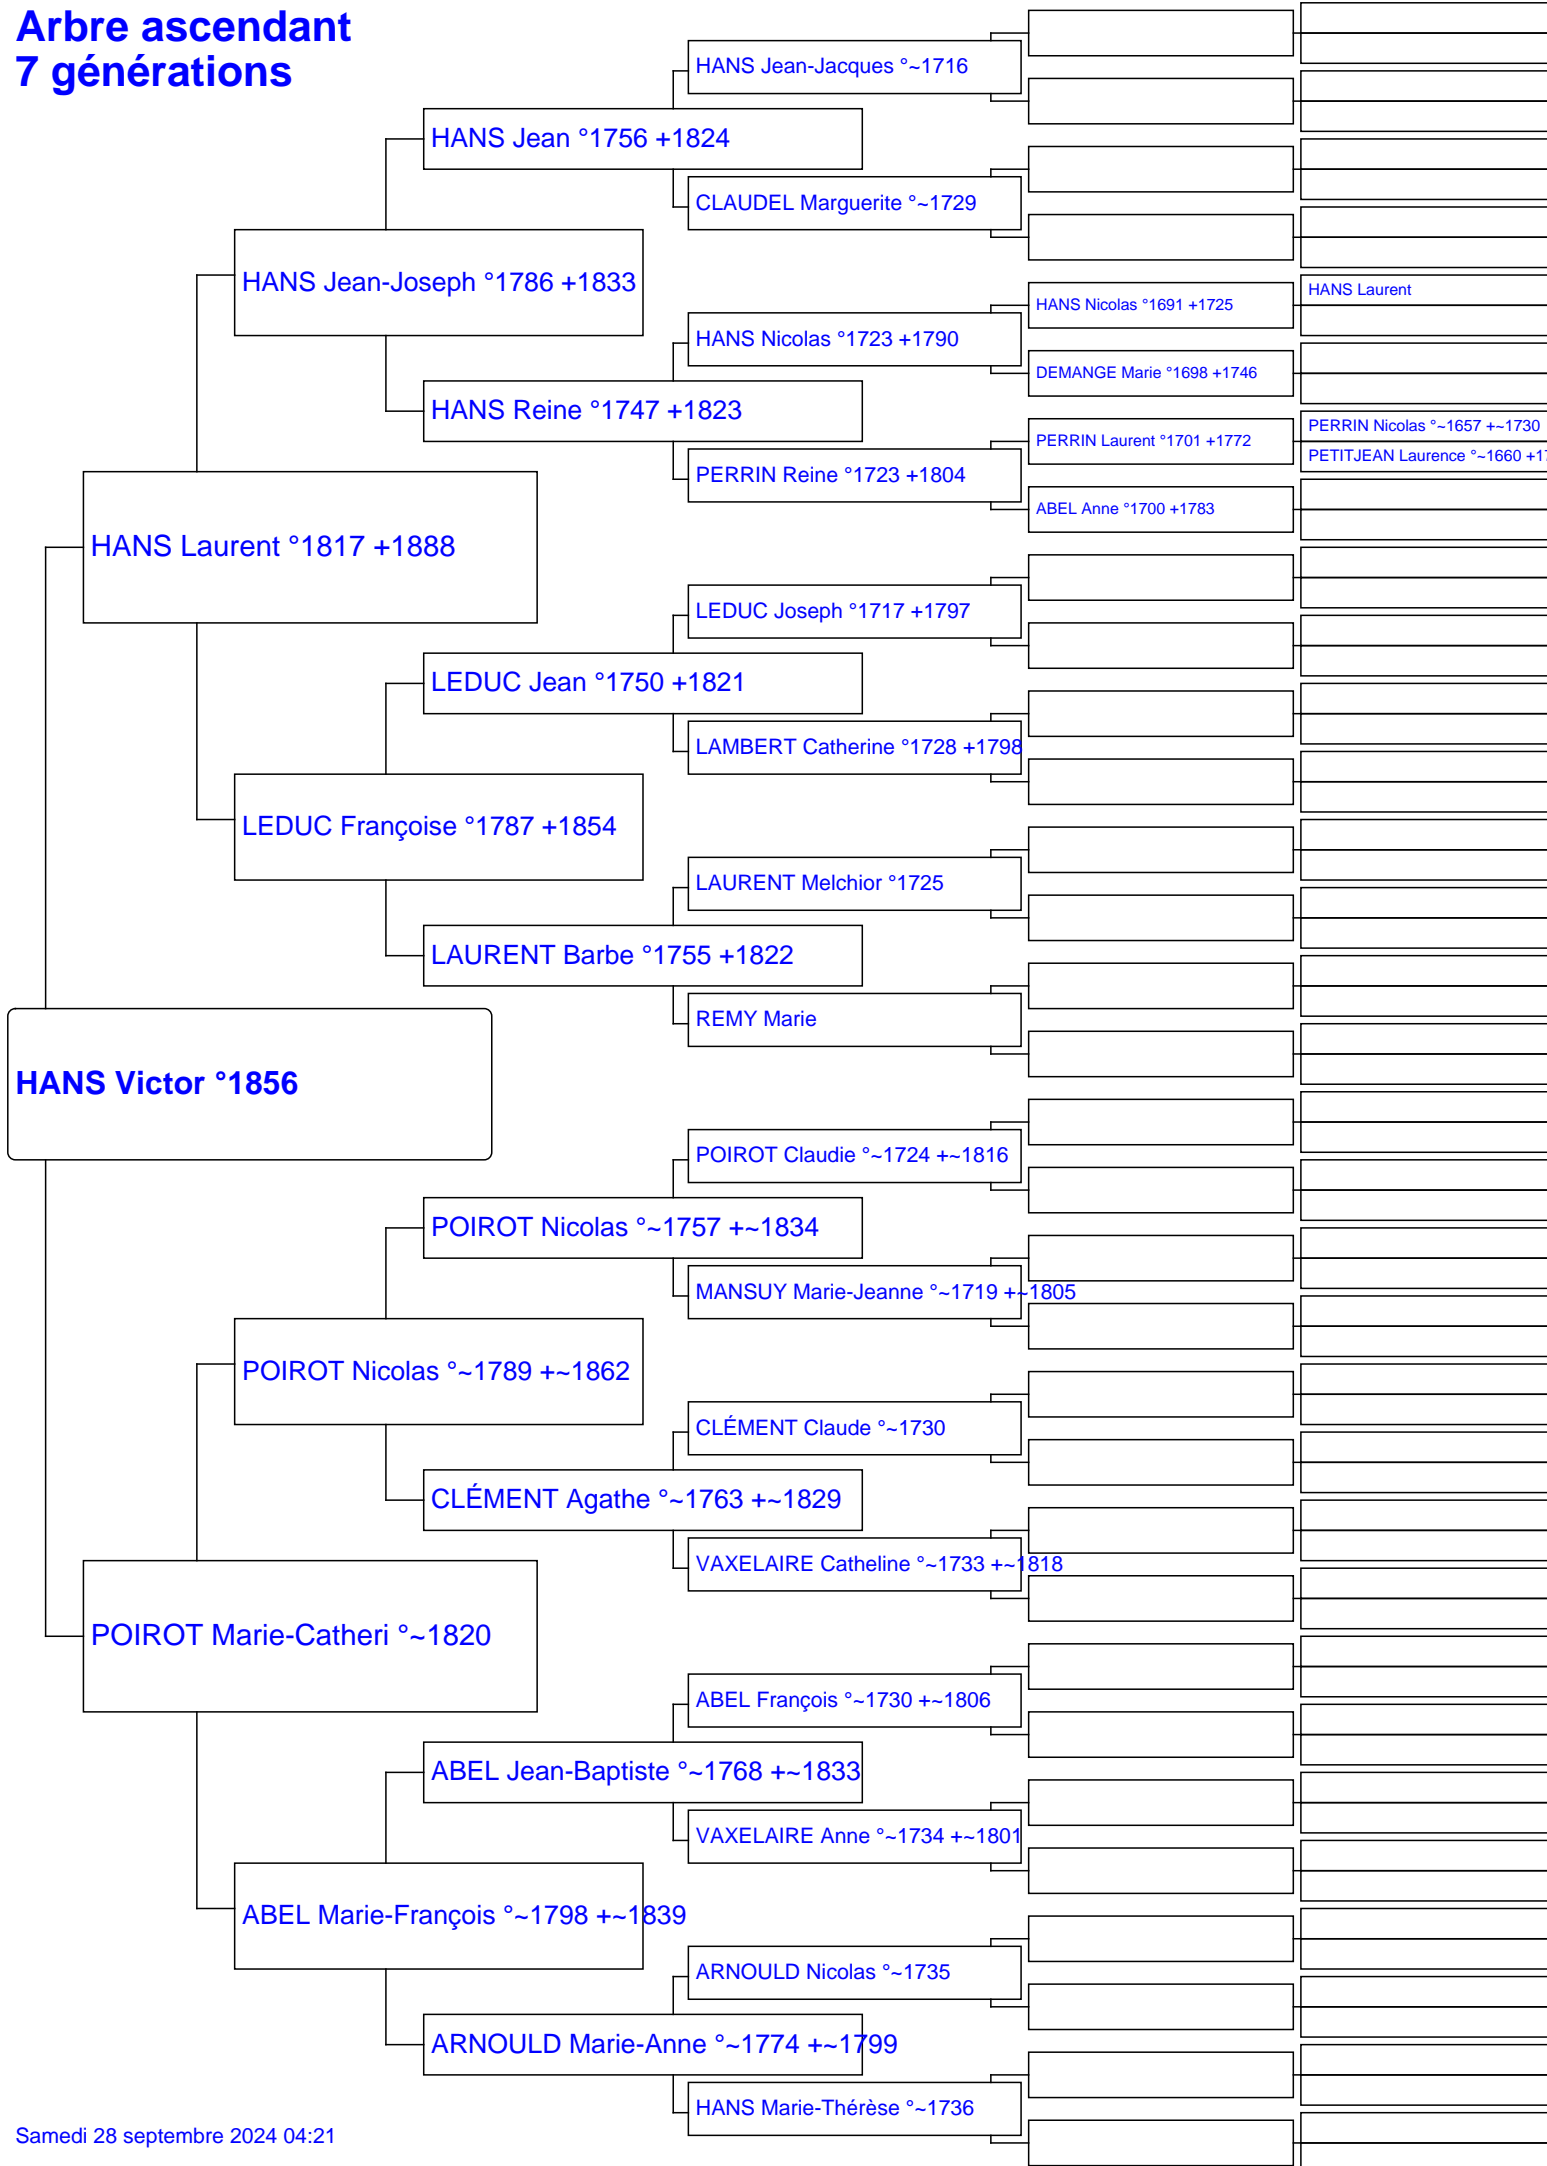 Arbre ascendant
7 générations
HANS Jean-Jacques °~1716
HANS Jean °1756 +1824
CLAUDEL Marguerite °~1729
HANS Jean-Joseph °1786 +1833
HANS Laurent
HANS Nicolas °1691 +1725
HANS Nicolas °1723 +1790
DEMANGE Marie °1698 +1746
HANS Reine °1747 +1823
PERRIN Nicolas °~1657 +~1730
PERRIN Laurent °1701 +1772
PETITJEAN Laurence °~1660 +17
PERRIN Reine °1723 +1804
ABEL Anne °1700 +1783
HANS Laurent °1817 +1888
LEDUC Joseph °1717 +1797
LEDUC Jean °1750 +1821
LAMBERT Catherine °1728 +1798
LEDUC Françoise °1787 +1854
LAURENT Melchior °1725
LAURENT Barbe °1755 +1822
REMY Marie
HANS Victor °1856
POIROT Claudie °~1724 +~1816
POIROT Nicolas °~1757 +~1834
MANSUY Marie-Jeanne °~1719 +~1805
POIROT Nicolas °~1789 +~1862
CLÉMENT Claude °~1730
CLÉMENT Agathe °~1763 +~1829
VAXELAIRE Catheline °~1733 +~1818
POIROT Marie-Catheri °~1820
ABEL François °~1730 +~1806
ABEL Jean-Baptiste °~1768 +~1833
VAXELAIRE Anne °~1734 +~1801
ABEL Marie-François °~1798 +~1839
ARNOULD Nicolas °~1735
ARNOULD Marie-Anne °~1774 +~1799
HANS Marie-Thérèse °~1736
Samedi 28 septembre 2024 04:21